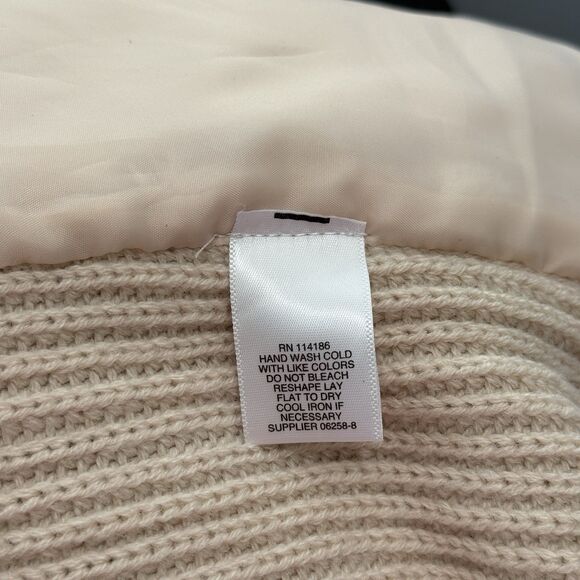 RN 114186
HAND WASH COLD
WITH LIKE COLORS
DO NOT BLEACH
RESHAPE LAY
FLAT TO DRY
COOL IRON IF
NECESSARY
SUPPLIER 06258-8